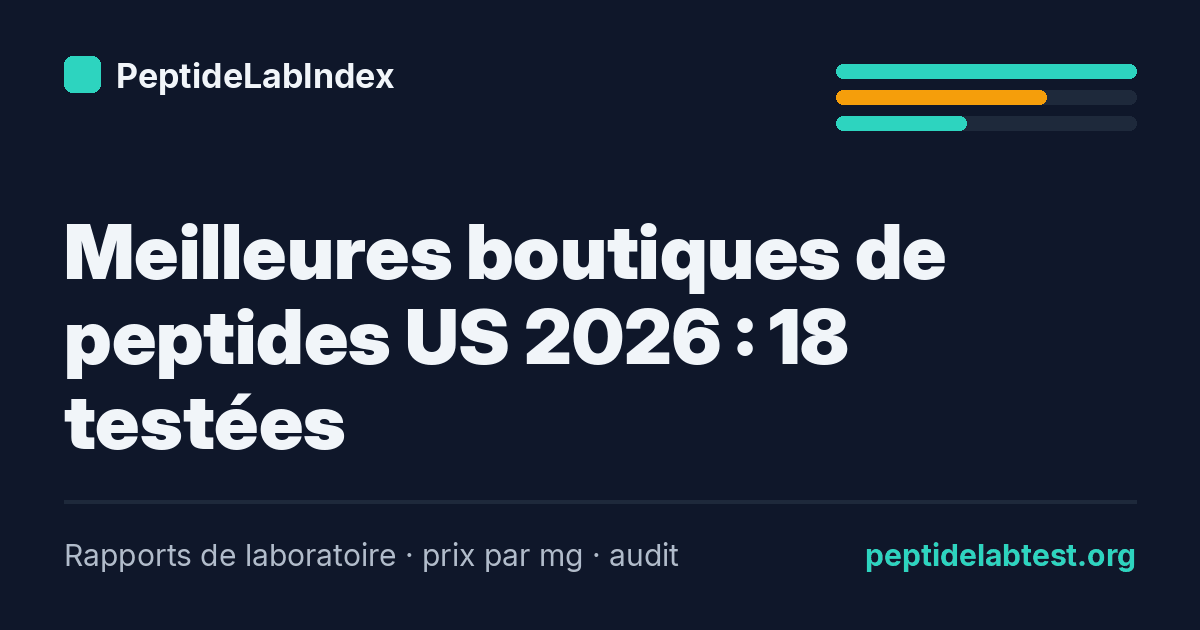 PeptideLabIndex
Meilleures boutiques de
peptides US 2026 : 18
testées
Rapports de laboratoire · prix par mg · audit
peptidelabtest.org